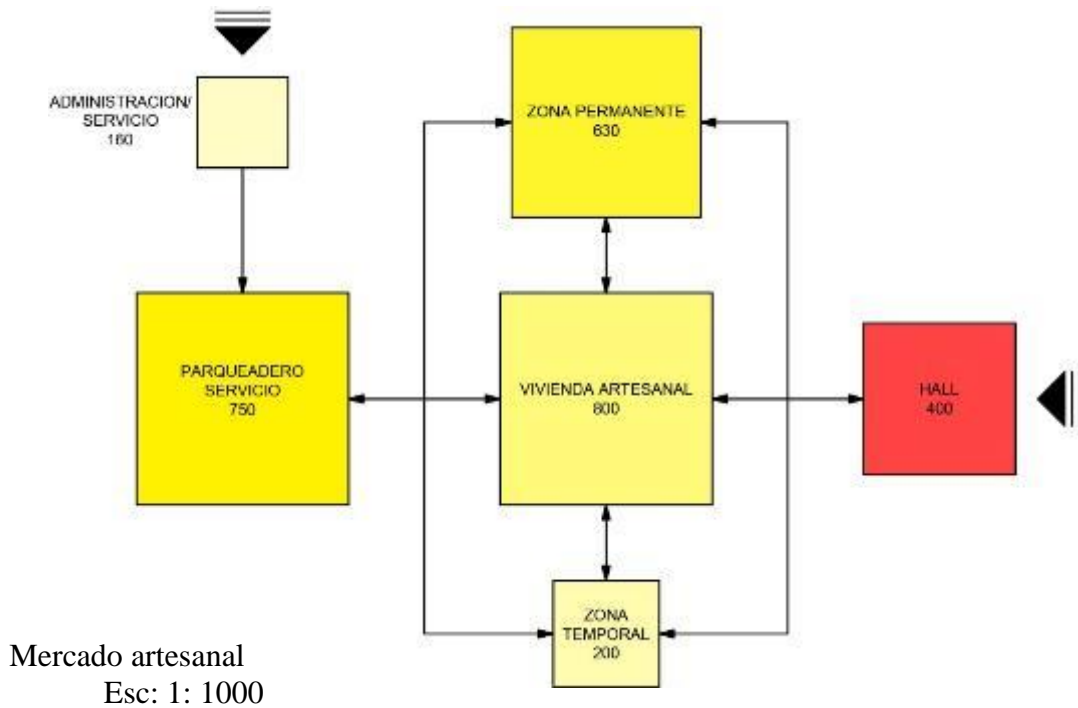 ADMINISTRACION/
SERVICIO
160
ZONA PERMANENTE
630
PARQUEADERO
SERVICIO
750
VIVIENDA ARTESANAL
800
HALL
400
ZONA
TEMPORAL
200
Mercado artesanal
Esc: 1: 1000